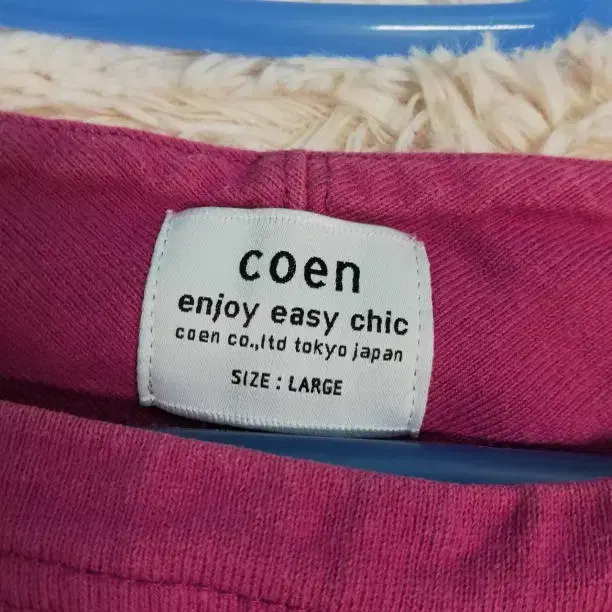 coen
enjoy easy chic
coen co.,ltd tokyo japan
SIZE : LARGE